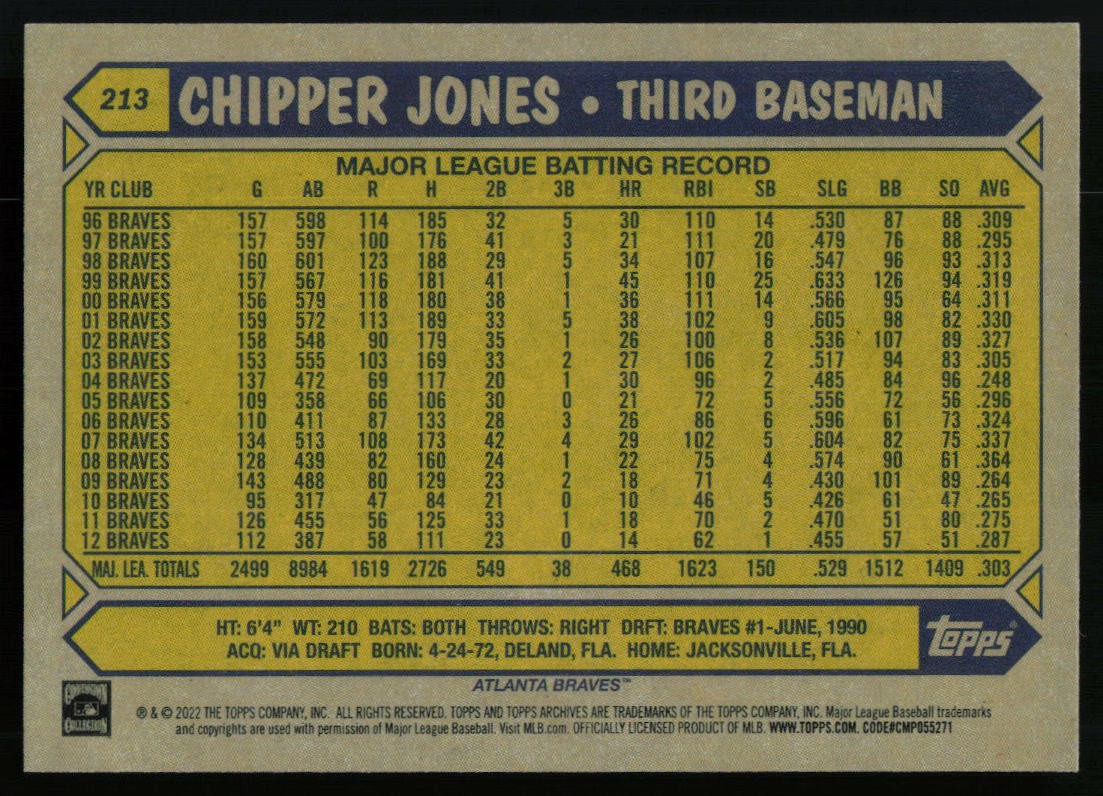 213 CHIPPER JONES • THIRD BASEMAN
MAJOR LEAGUE BATTING RECORD
YR CLUB G AB R H 2B 3B HR RBI SB SLG BB SO AVG
96 BRAVES 157 598 114 185 32 5 30 110 14 .530 87 88 .309
97 BRAVES 157 597 100 176 41 3 21 111 20 .479 76 88 .295
98 BRAVES 160 601 123 188 29 5 34 107 16 .547 96 93 .313
99 BRAVES 157 567 116 181 41 1 45 110 25 .633 126 94 .319
00 BRAVES 156 579 118 180 38 1 36 111 14 .566 95 64 .311
01 BRAVES 159 572 113 189 33 5 38 102 9 .605 98 82 .330
02 BRAVES 158 548 90 179 35 1 26 100 8 .536 107 89 .327
03 BRAVES 153 555 103 169 33 2 27 106 2 .517 94 83 .305
04 BRAVES 137 472 69 117 20 1 30 96 2 .485 84 96 .248
05 BRAVES 109 358 66 106 30 0 21 72 5 .556 72 56 .296
06 BRAVES 110 411 87 133 28 3 26 86 6 .596 61 73 .324
07 BRAVES 134 513 108 173 42 4 29 102 5 .604 82 75 .337
08 BRAVES 128 439 82 160 24 1 22 75 4 .574 90 61 .364
09 BRAVES 143 488 80 129 23 2 18 71 4 .430 101 89 .264
10 BRAVES 95 317 47 84 21 0 10 46 5 .426 61 47 .265
11 BRAVES 126 455 56 125 33 1 18 70 2 .470 51 80 .275
12 BRAVES 112 387 58 111 23 0 14 62 1 .455 57 51 .287
MAJ. LEA. TOTALS 2499 8984 1619 2726 549 38 468 1623 150 .529 1512 1409 .303
HT: 6'4" WT: 210 BATS: BOTH THROWS: RIGHT DRFT: BRAVES #1-JUNE, 1990
ACQ: VIA DRAFT BORN: 4-24-72, DELAND, FLA. HOME: JACKSONVILLE, FLA.
topps®
ATLANTA BRAVES™
COOPERSTOWN
COLLECTION
® & © 2022 THE TOPPS COMPANY, INC. ALL RIGHTS RESERVED. TOPPS AND TOPPS ARCHIVES ARE TRADEMARKS OF THE TOPPS COMPANY, INC. Major League Baseball trademarks
and copyrights are used with permission of Major League Baseball. Visit MLB.com. OFFICIALLY LICENSED PRODUCT OF MLB. WWW.TOPPS.COM. CODE#CMP055271